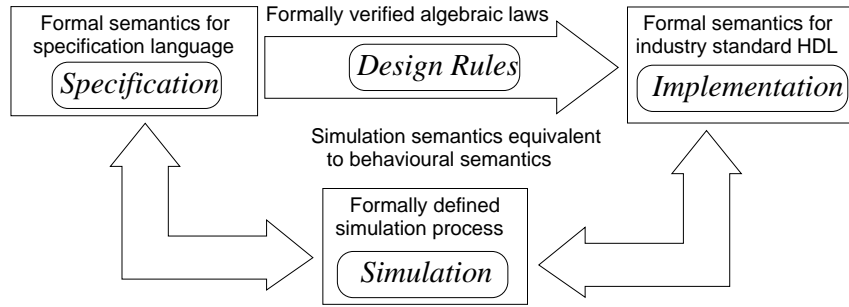 Formal semantics for
specification language
Specification
Formally verified algebraic laws
Design Rules
Formal semantics for
industry standard HDL
Implementation
Simulation semantics equivalent
to behavioural semantics
Formally defined
simulation process
Simulation